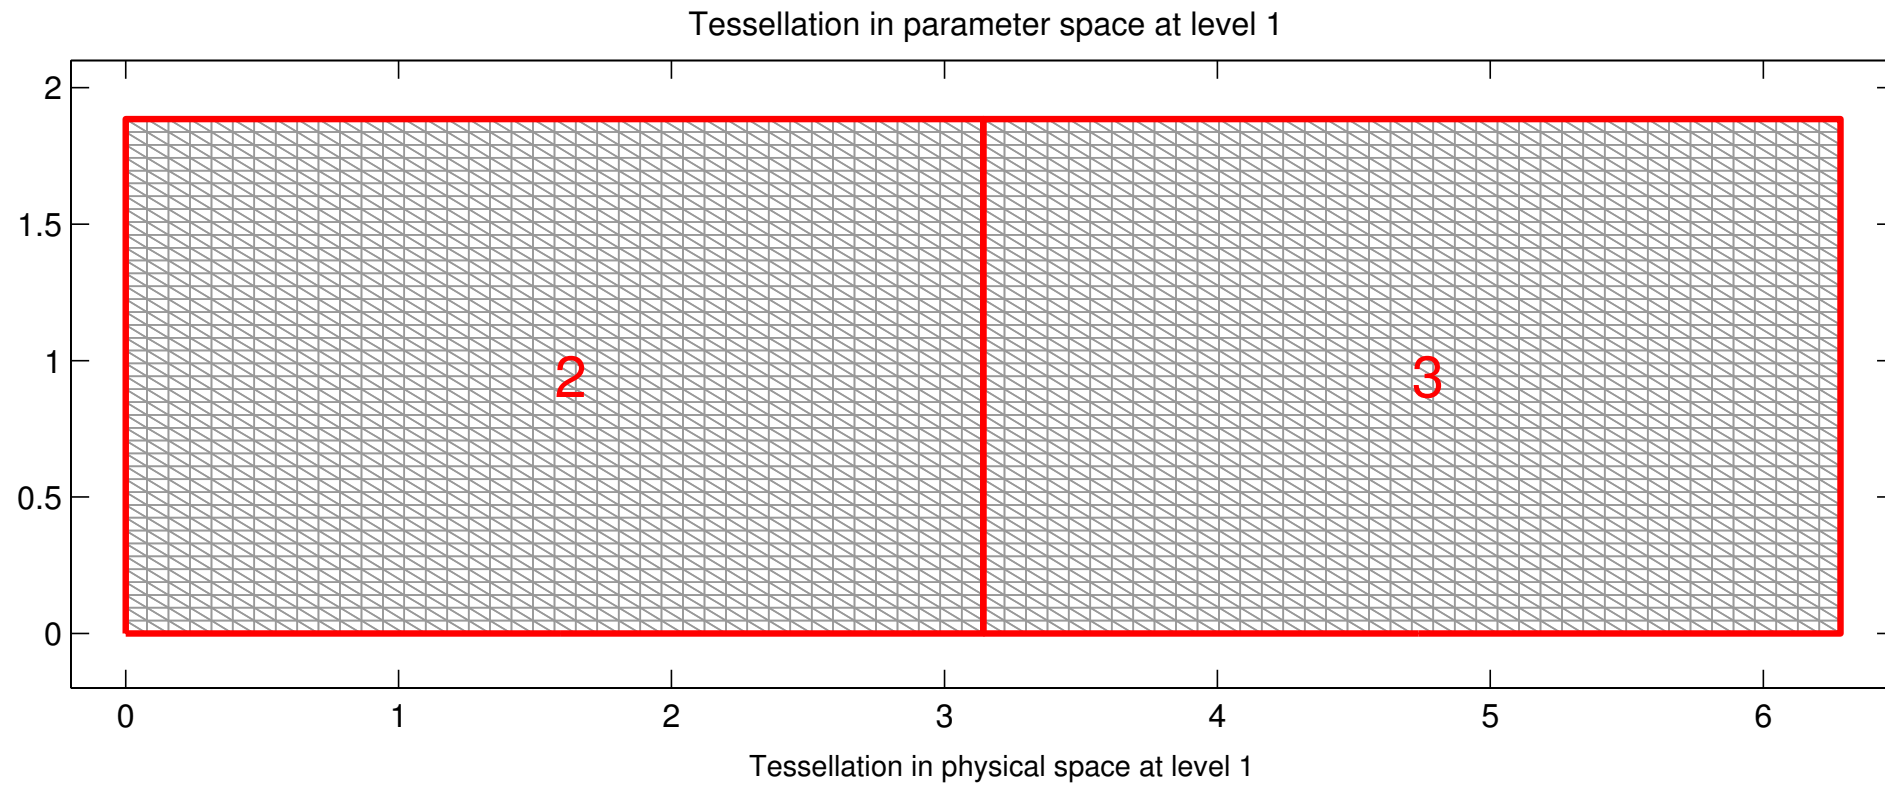 Tessellation in parameter space at level 1
2
1.5
1
0.5
0
2
3
0 1 2 3 4 5 6
Tessellation in physical space at level 1